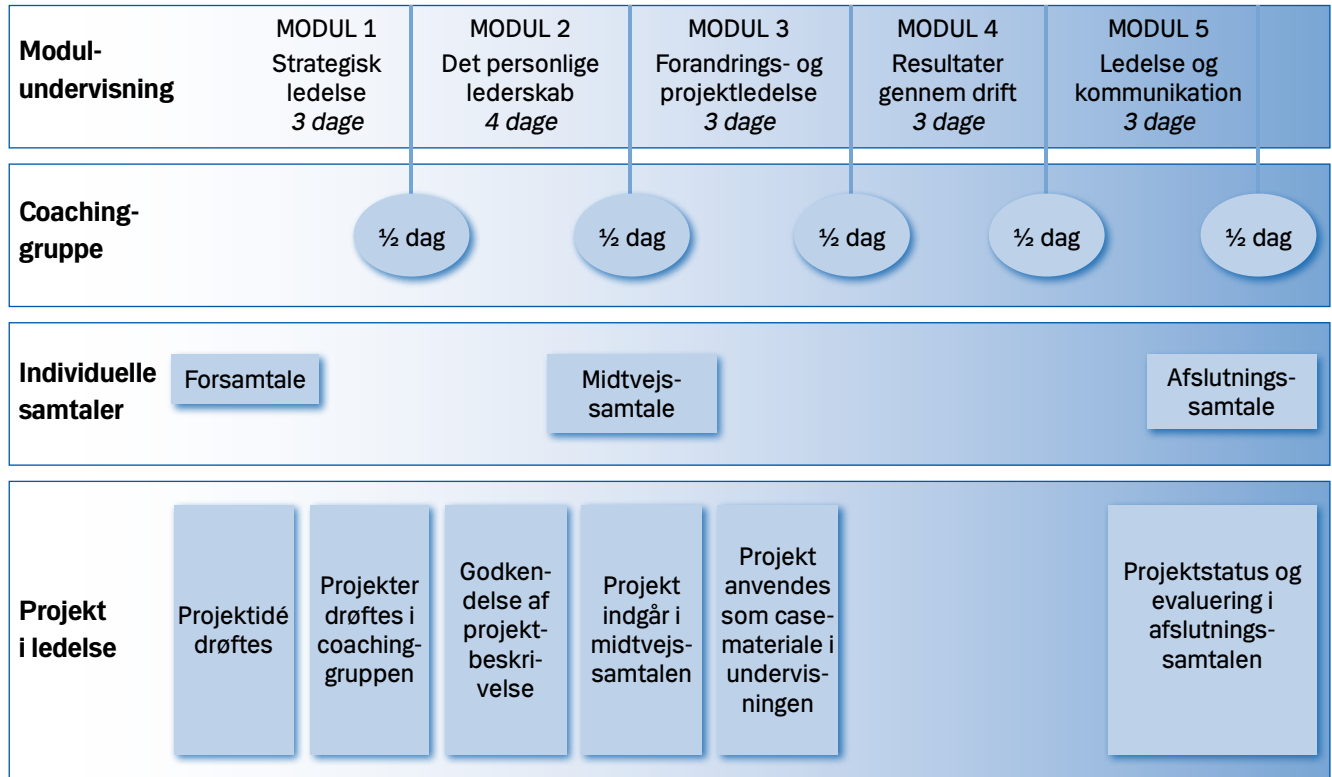 Modul-
undervisning
MODUL 1
Strategisk
ledelse
3 dage
MODUL 2
Det personlige
lederskab
4 dage
MODUL 3
Forandrings- og
projektledelse
3 dage
MODUL 4
Resultater
gennem drift
3 dage
MODUL 5
Ledelse og
kommunikation
3 dage
Coaching-
gruppe
½ dag
½ dag
½ dag
½ dag
½ dag
Individuelle
samtaler
Forsamtale
Midtvejs-
samtale
Afslutnings-
samtale
Projekt
i ledelse
Projektidé
drøftes
Projekter
drøftes i
coaching-
gruppen
Godken-
delse af
projekt-
beskri-
velse
Projekt
indgår i
midtvejs-
samtalen
Projekt
anvendes
som case-
materiale i
undervis-
ningen
Projektstatus og
evaluering i
afslutnings-
samtalen